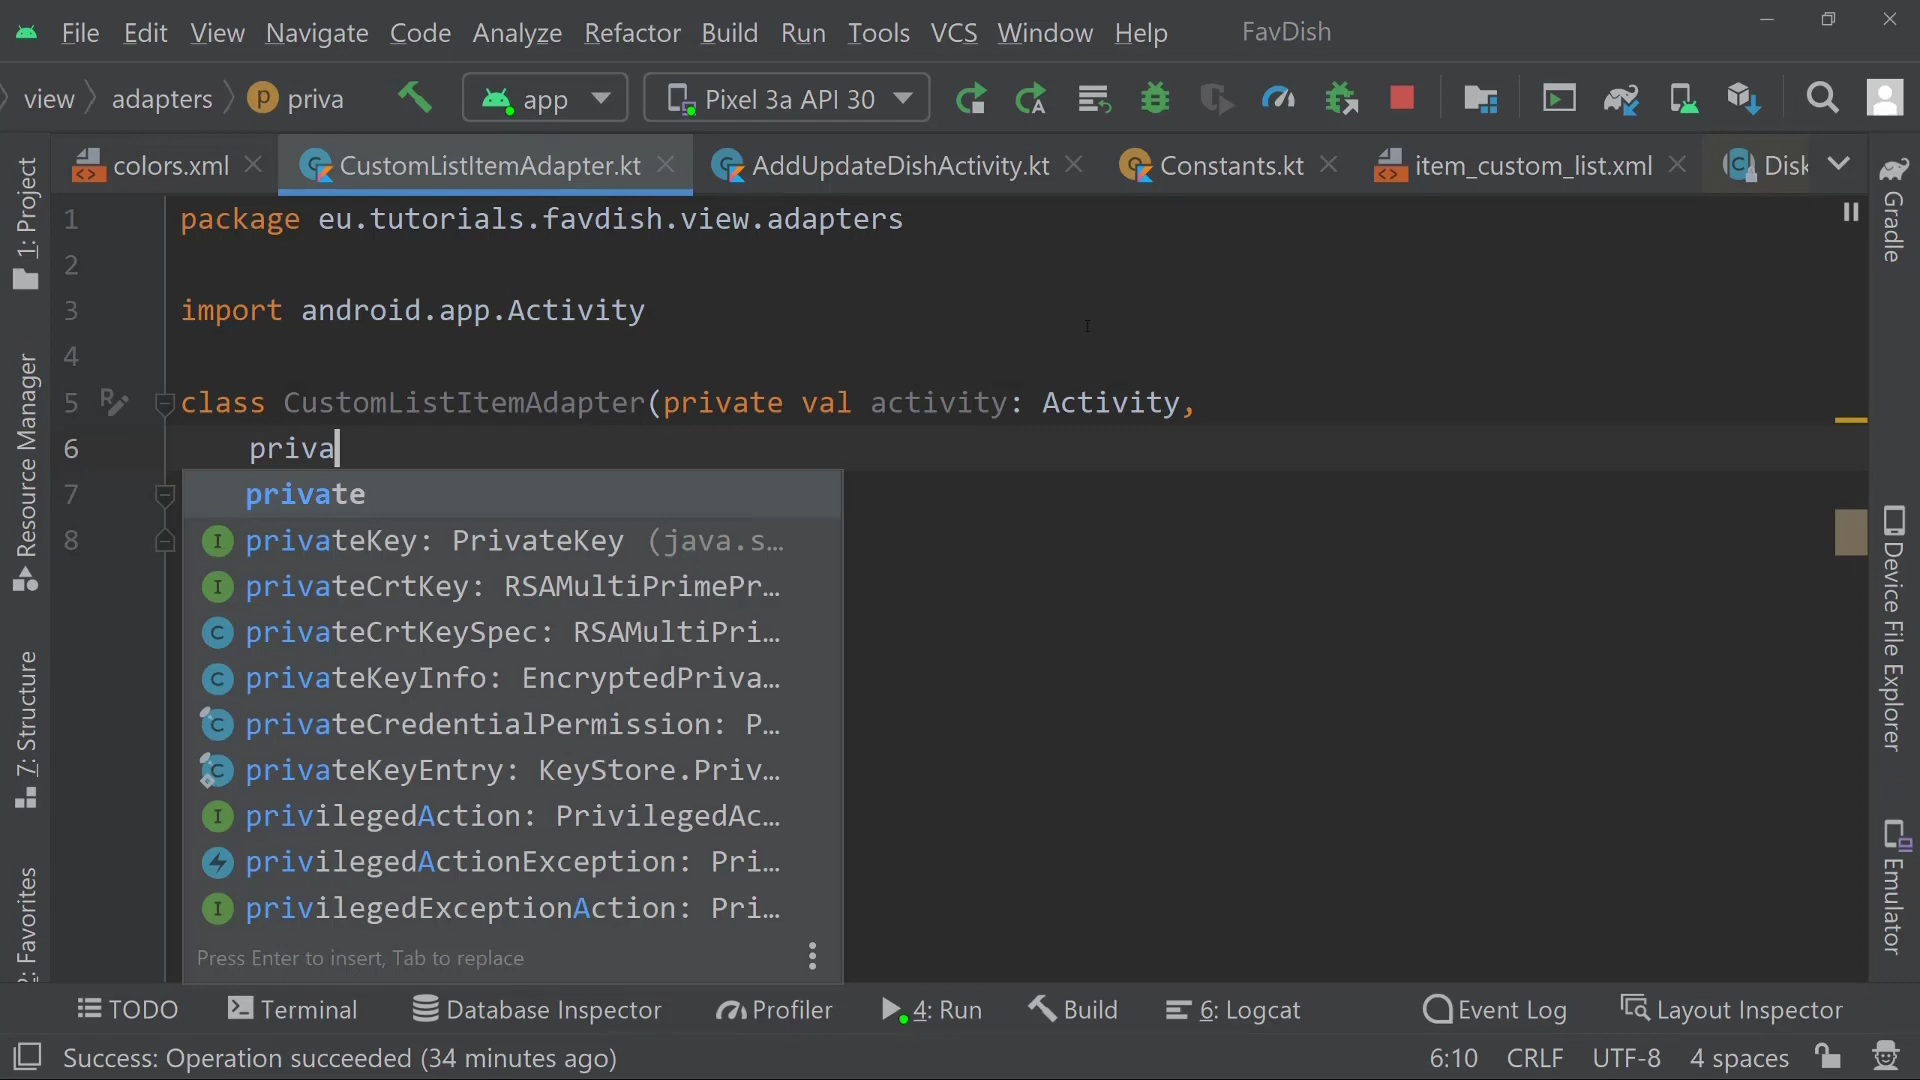 File Edit View Navigate Code Analyze Refactor Build Run Tools VCS Window Help FavDish
view adapters priva app Pixel 3a API 30
colors.xml CustomListItemAdapter.kt AddUpdateDishActivity.kt Constants.kt item_custom_list.xml Disk
1 package eu.tutorials.favdish.view.adapters
2
3 import android.app.Activity
4
5 class CustomListItemAdapter(private val activity: Activity,
6 priva
7
8
private
privateKey: PrivateKey (java.s…
privateCrtKey: RSAMultiPrimePr…
privateCrtKeySpec: RSAMultiPri…
privateKeyInfo: EncryptedPriva…
privateCredentialPermission: P…
privateKeyEntry: KeyStore.Priv…
privilegedAction: PrivilegedAc…
privilegedActionException: Pri…
privilegedExceptionAction: Pri…
Press Enter to insert, Tab to replace
1: Project
Resource Manager
7: Structure
Favorites
Gradle
Device File Explorer
Emulator
TODO Terminal Database Inspector Profiler 4: Run Build 6: Logcat Event Log Layout Inspector
Success: Operation succeeded (34 minutes ago) 6:10 CRLF UTF-8 4 spaces